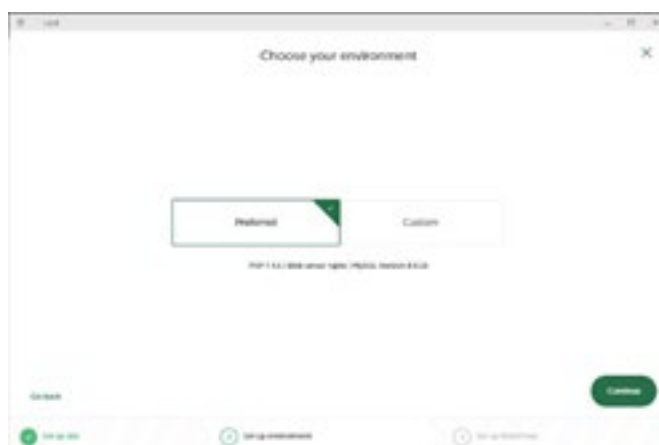 Local
Choose your environment
Preferred
Custom
PHP 7.4.1 Web server nginx MySQL Version 8.0.16
Go back
Continue
Set up site
Set up environment
Set up WordPress